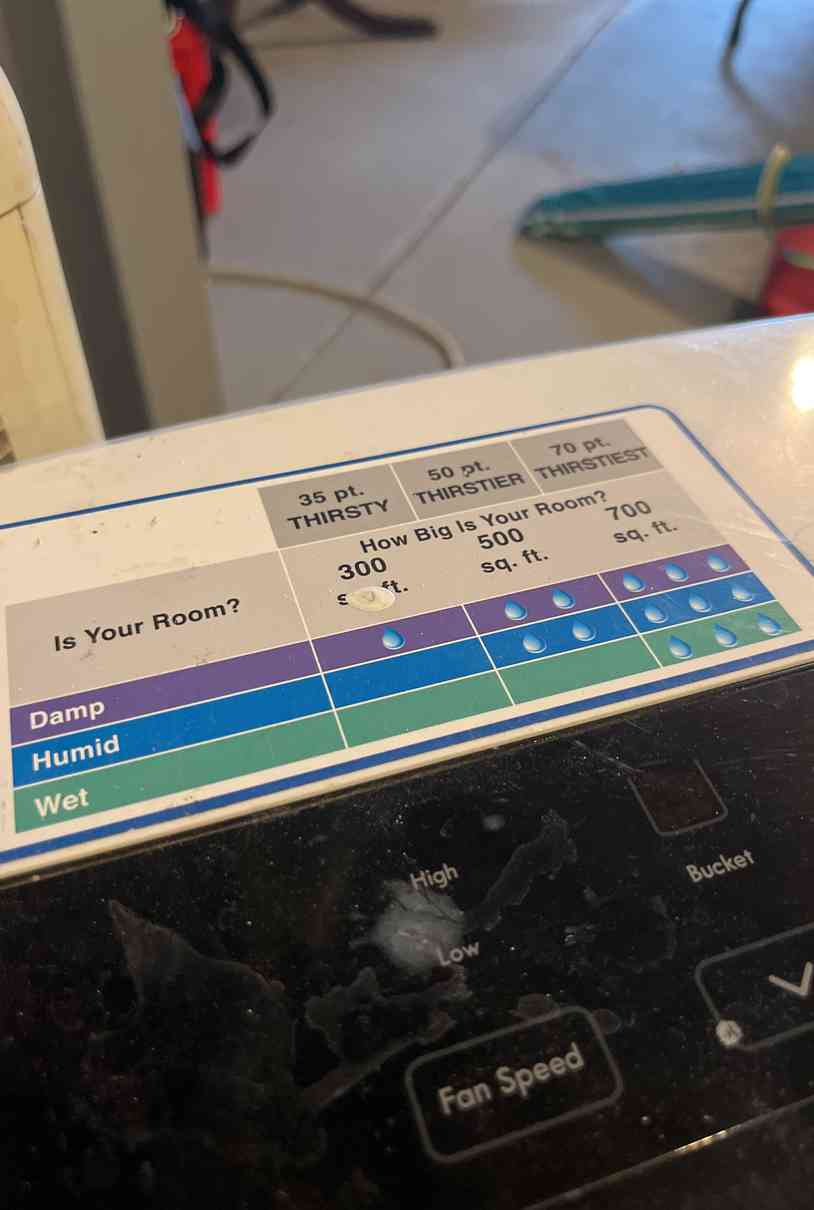 35 pt.
THIRSTY
50 pt.
THIRSTIER
70 pt.
THIRSTIEST
How Big Is Your Room?
300
ft.
500
sq. ft.
700
sq. ft.
Is Your Room?
Damp
Humid
Wet
High
Low
Bucket
Fan Speed